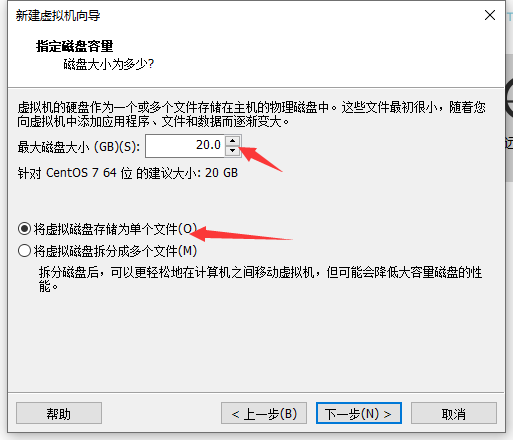 新建虚拟机向导
指定磁盘容量
磁盘大小为多少?
虚拟机的硬盘作为一个或多个文件存储在主机的物理磁盘中。这些文件最初很小，随着您
向虚拟机中添加应用程序、文件和数据而逐渐变大。
最大磁盘大小 (GB)(S): 20.0
针对 CentOS 7 64 位 的建议大小: 20 GB
将虚拟磁盘存储为单个文件(O)
将虚拟磁盘拆分成多个文件(M)
拆分磁盘后，可以更轻松地在计算机之间移动虚拟机，但可能会降低大容量磁盘的性
能。
帮助 < 上一步(B) 下一步(N) > 取消